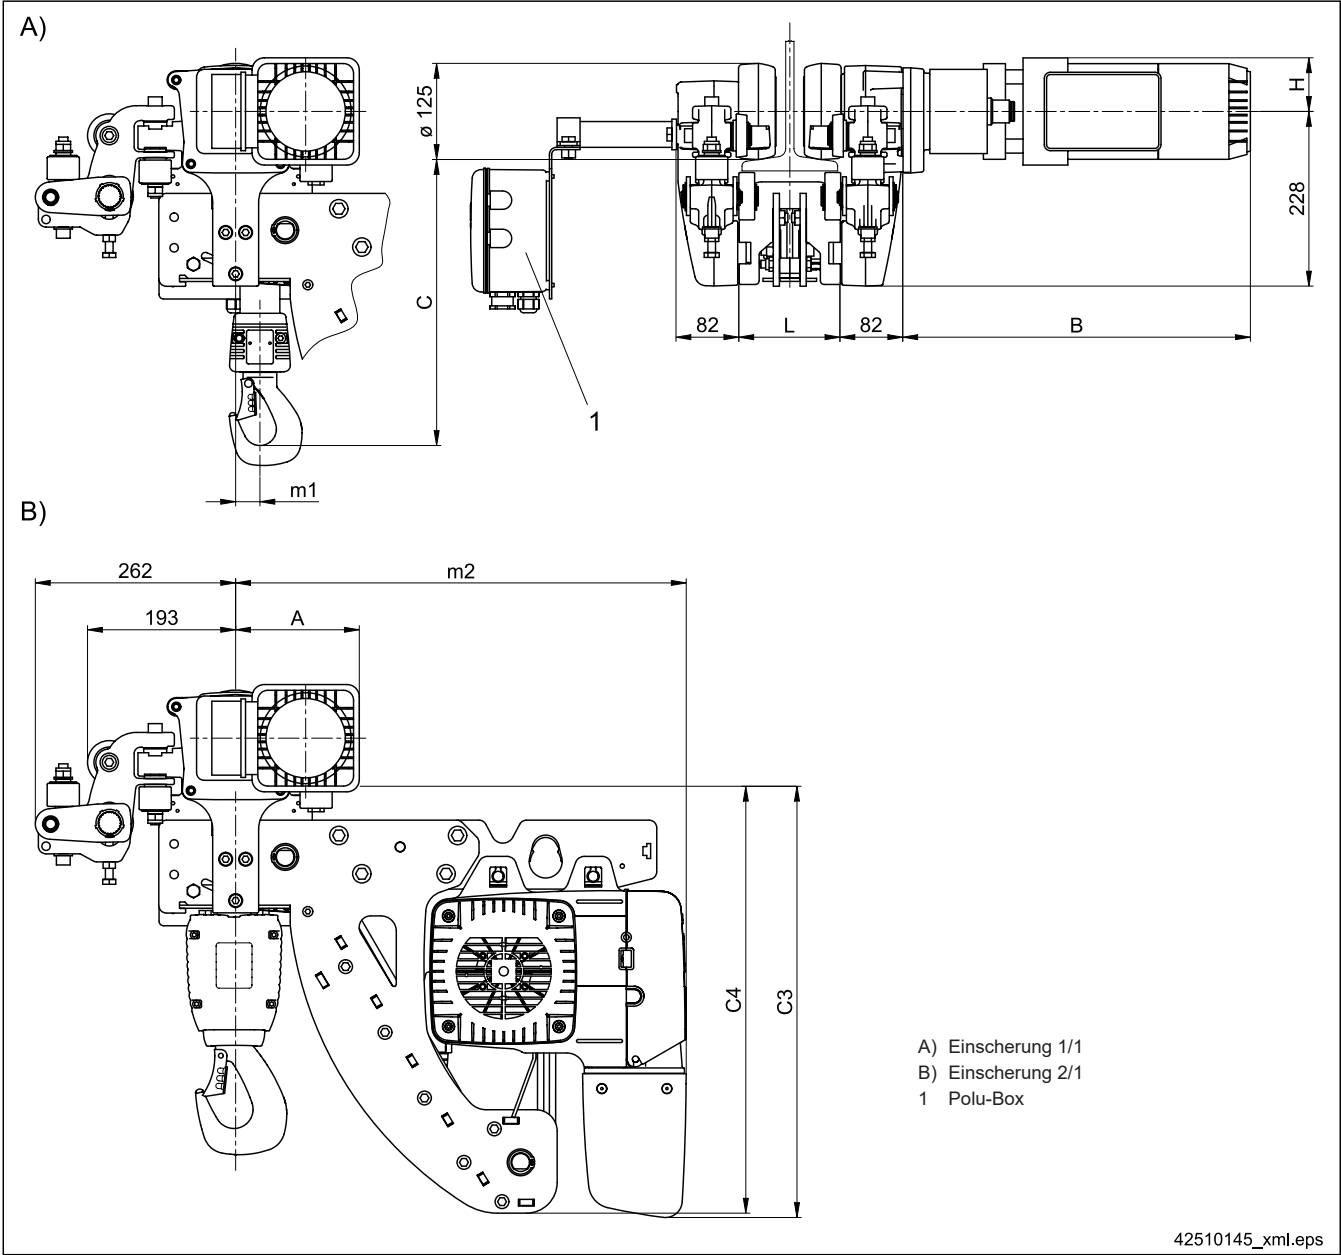 A)
ø 125
C
H
228
82
L
82
B
1
m1
B)
262
m2
193
A
C4
C3
A) Einscherung 1/1
B) Einscherung 2/1
1 Polu-Box
42510145_xml.eps